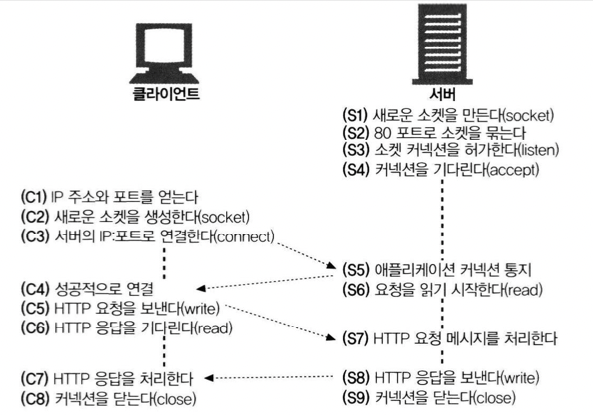 클라이언트
서버
(S1) 새로운 소켓을 만든다(socket)
(S2) 80 포트로 소켓을 묶는다
(S3) 소켓 커넥션을 허가한다(listen)
(S4) 커넥션을 기다린다(accept)
(C1) IP 주소와 포트를 얻는다
(C2) 새로운 소켓을 생성한다(socket)
(C3) 서버의 IP:포트로 연결한다(connect)
(S5) 애플리케이션 커넥션 통지
(S6) 요청을 읽기 시작한다(read)
(C4) 성공적으로 연결
(C5) HTTP 요청을 보낸다(write)
(C6) HTTP 응답을 기다린다(read)
(S7) HTTP 요청 메시지를 처리한다
(C7) HTTP 응답을 처리한다
(C8) 커넥션을 닫는다(close)
(S8) HTTP 응답을 보낸다(write)
(S9) 커넥션을 닫는다(close)